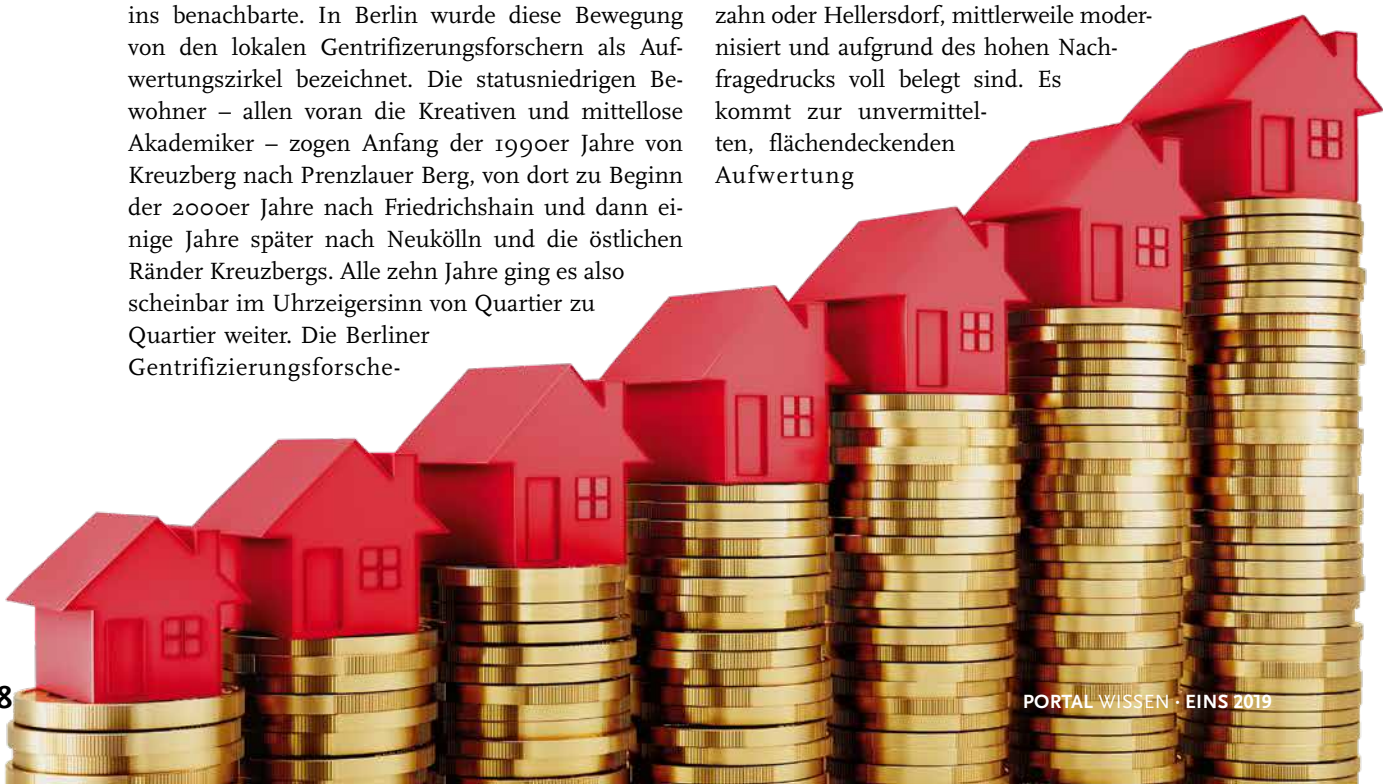 ins benachbarte. In Berlin wurde diese Bewegung
von den lokalen Gentrifizerungsforschern als Auf-
wertungszirkel bezeichnet. Die statusniedrigen Be-
wohner – allen voran die Kreativen und mittellose
Akademiker – zogen Anfang der 1990er Jahre von
Kreuzberg nach Prenzlauer Berg, von dort zu Beginn
der 2000er Jahre nach Friedrichshain und dann ei-
nige Jahre später nach Neukölln und die östlichen
Ränder Kreuzbergs. Alle zehn Jahre ging es also
scheinbar im Uhrzeigersinn von Quartier zu
Quartier weiter. Die Berliner
Gentrifizierungsforsche-
zahn oder Hellersdorf, mittlerweile moder-
nisiert und aufgrund des hohen Nach-
fragedrucks voll belegt sind. Es
kommt zur unvermittel-
ten, flächendeckenden
Aufwertung
8
PORTAL WISSEN · EINS 2019